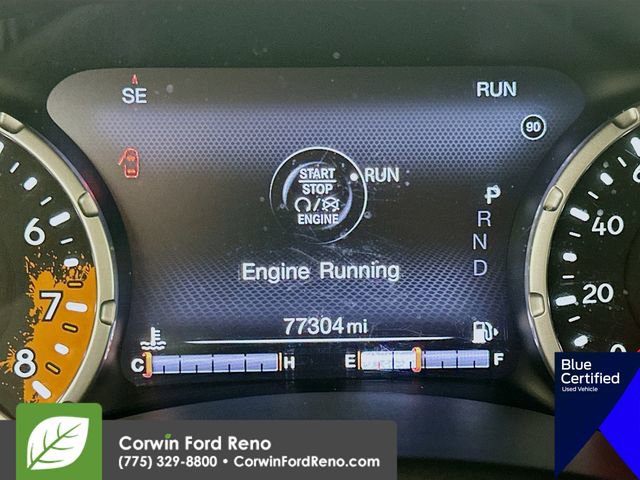 SE
RUN
90
START
STOP
ENGINE
RUN
P
R
N
D
Engine Running
77304 mi
C H E F
6
7
8
40
20
0
Blue
Certified
Used Vehicle
Corwin Ford Reno
(775) 329-8800 • CorwinFordReno.com